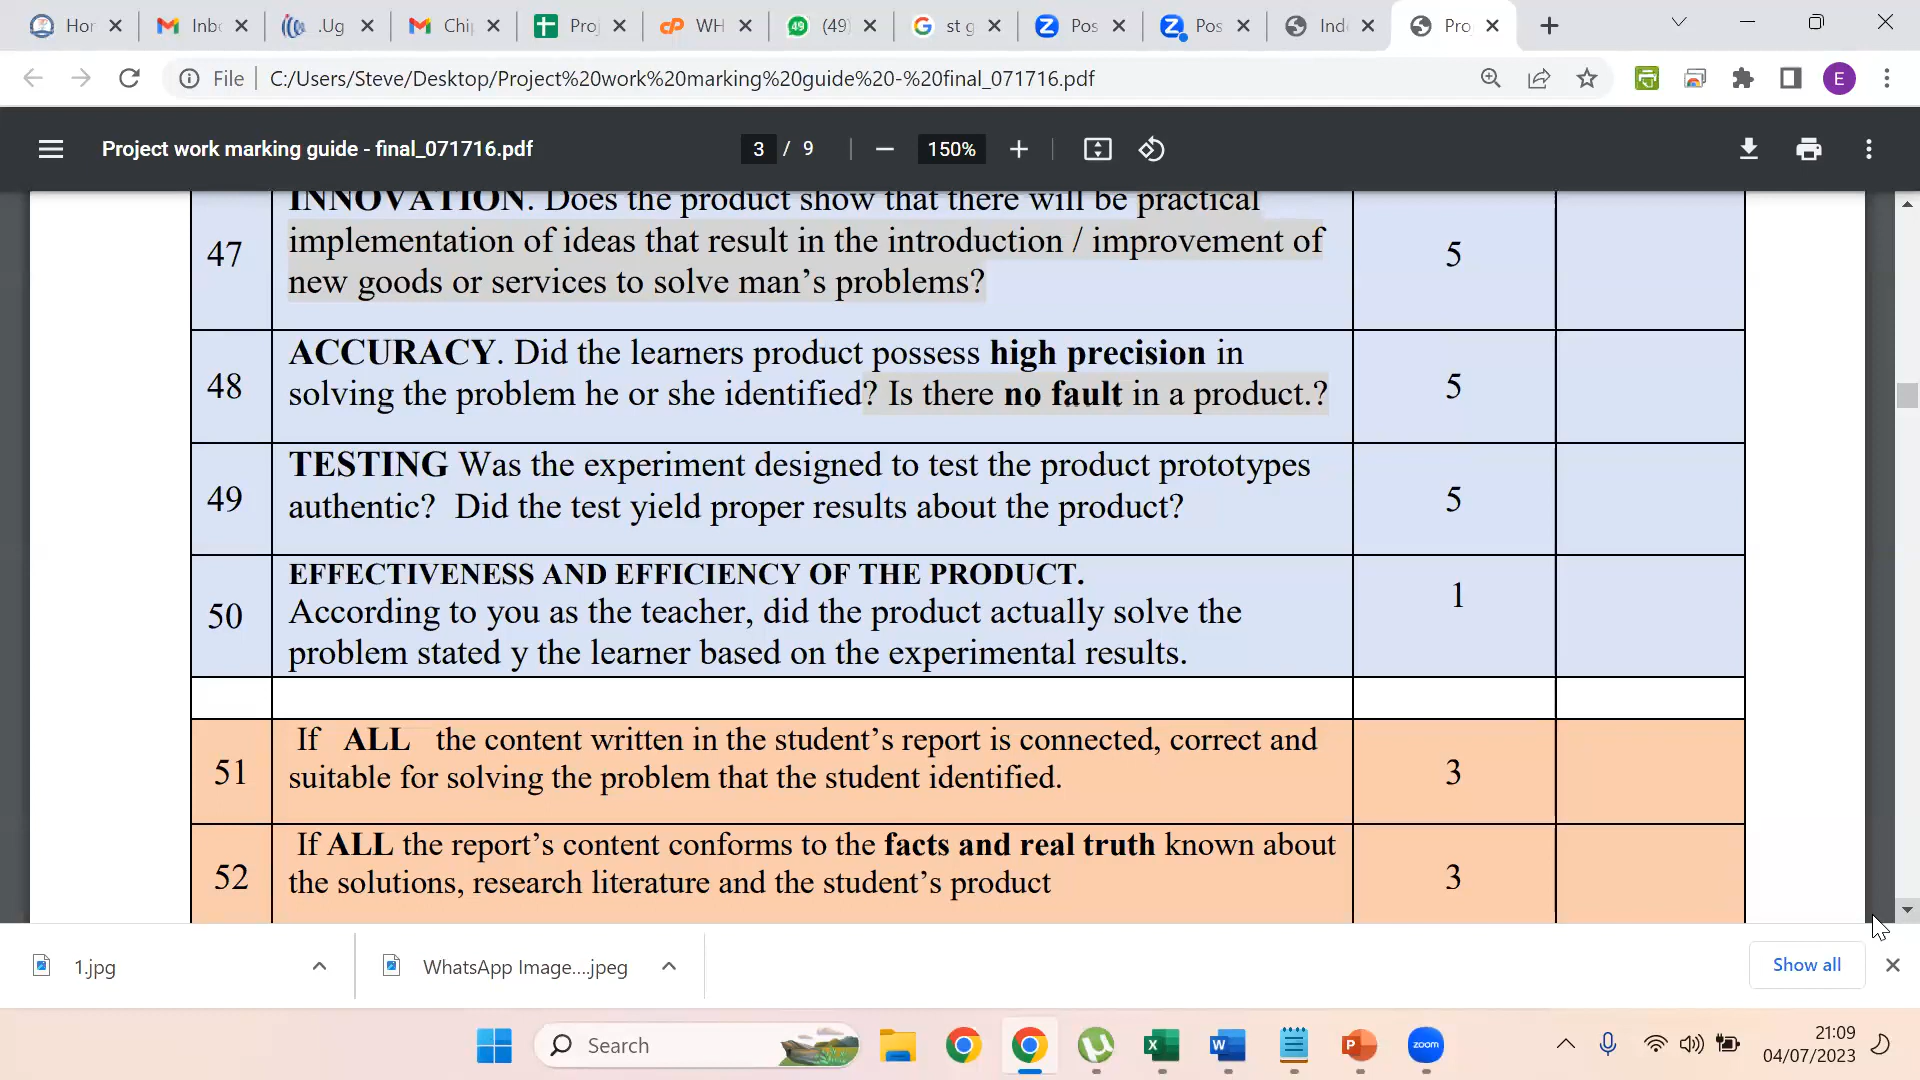 Hor
Inbo
.Ug
Chip
Proj
WH
(49)
st g
Pos
Pos
Ind
Pro
File
C:/Users/Steve/Desktop/Project%20work%20marking%20guide%20-%20final_071716.pdf
E
Project work marking guide - final_071716.pdf
3 / 9
150%
47
INNOVATION. Does the product show that there will be practical
implementation of ideas that result in the introduction / improvement of
new goods or services to solve man’s problems?
5
48
ACCURACY. Did the learners product possess high precision in
solving the problem he or she identified? Is there no fault in a product.?
5
49
TESTING Was the experiment designed to test the product prototypes
authentic? Did the test yield proper results about the product?
5
50
EFFECTIVENESS AND EFFICIENCY OF THE PRODUCT.
According to you as the teacher, did the product actually solve the
problem stated y the learner based on the experimental results.
1
51
If ALL the content written in the student’s report is connected, correct and
suitable for solving the problem that the student identified.
3
52
If ALL the report’s content conforms to the facts and real truth known about
the solutions, research literature and the student’s product
3
1.jpg
WhatsApp Image....jpeg
Show all
Search
zoom
21:09
04/07/2023